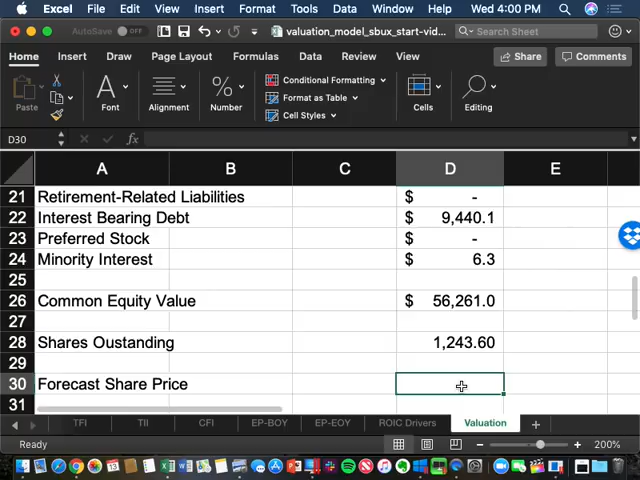 Excel File Edit View Insert Format Tools Data Window Help Wed 4:00 PM
AutoSave OFF valuation_model_sbux_start-vid... Search Sheet
Home Insert Page Layout Formulas Data Review View Share Comments
Paste Font Alignment Number Conditional Formatting Format as Table Cell Styles Cells Editing
D30 fx
A B C D E
21 Retirement-Related Liabilities $ -
22 Interest Bearing Debt $ 9,440.1
23 Preferred Stock $ -
24 Minority Interest $ 6.3
25
26 Common Equity Value $ 56,261.0
27
28 Shares Oustanding 1,243.60
29
30 Forecast Share Price
31
TFI TII CFI EP-BOY EP-EOY ROIC Drivers Valuation +
Ready 200%